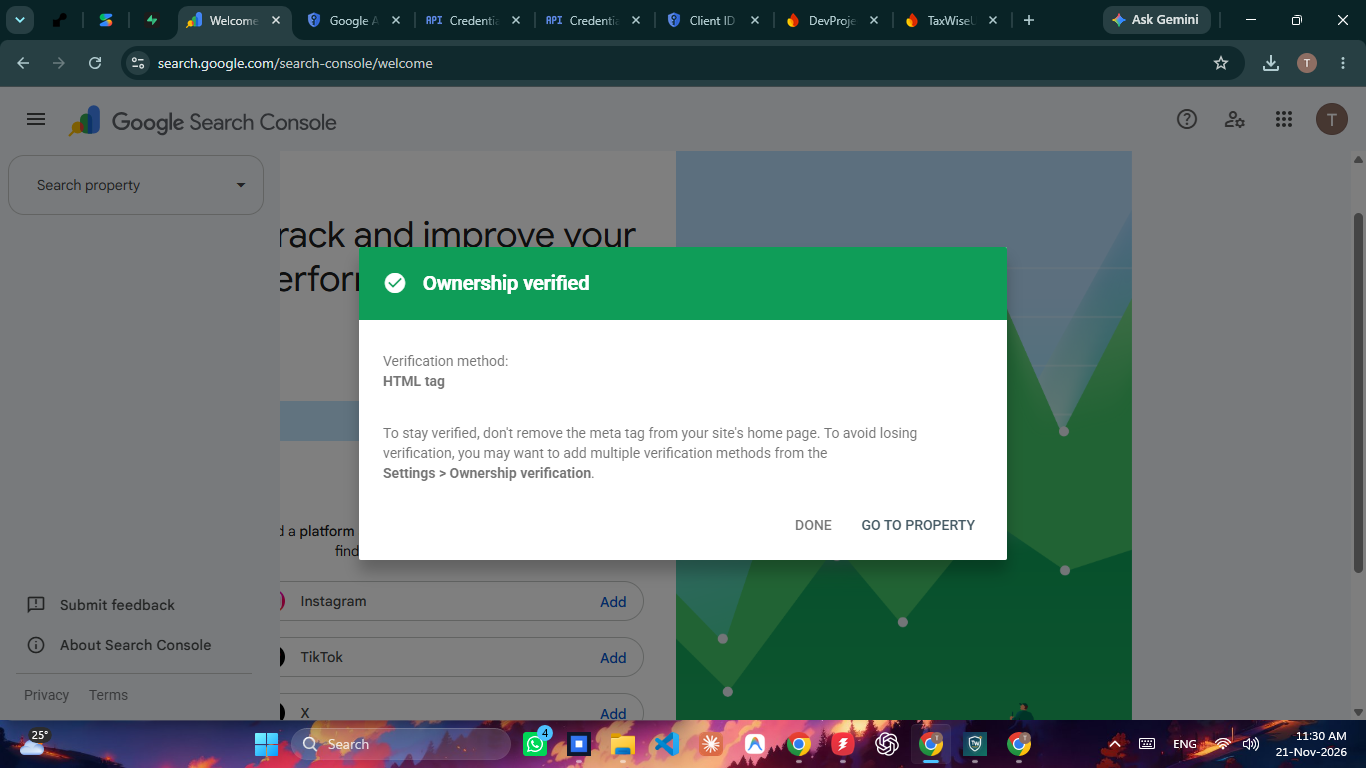 Welcome
Google A
API Credentia
API Credentia
Client ID
DevProje
TaxWiseU
Ask Gemini
search.google.com/search-console/welcome
T
Google Search Console
T
Search property
rack and improve your
erforr
Ownership verified
Verification method:
HTML tag
To stay verified, don't remove the meta tag from your site's home page. To avoid losing
verification, you may want to add multiple verification methods from the
Settings > Ownership verification.
DONE GO TO PROPERTY
d a platform
find
Instagram Add
TikTok Add
X Add
Submit feedback
About Search Console
Privacy Terms
25°
Search
4
ENG
11:30 AM
21-Nov-2026